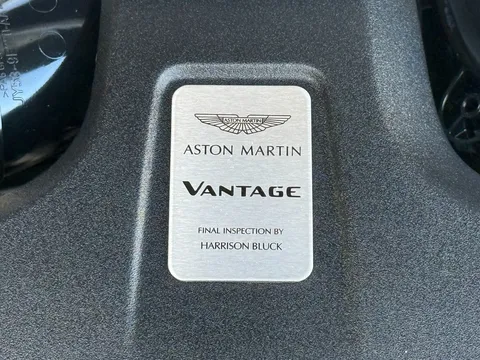 ASTON MARTIN
ASTON MARTIN
VANTAGE
FINAL INSPECTION BY
HARRISON BLUCK